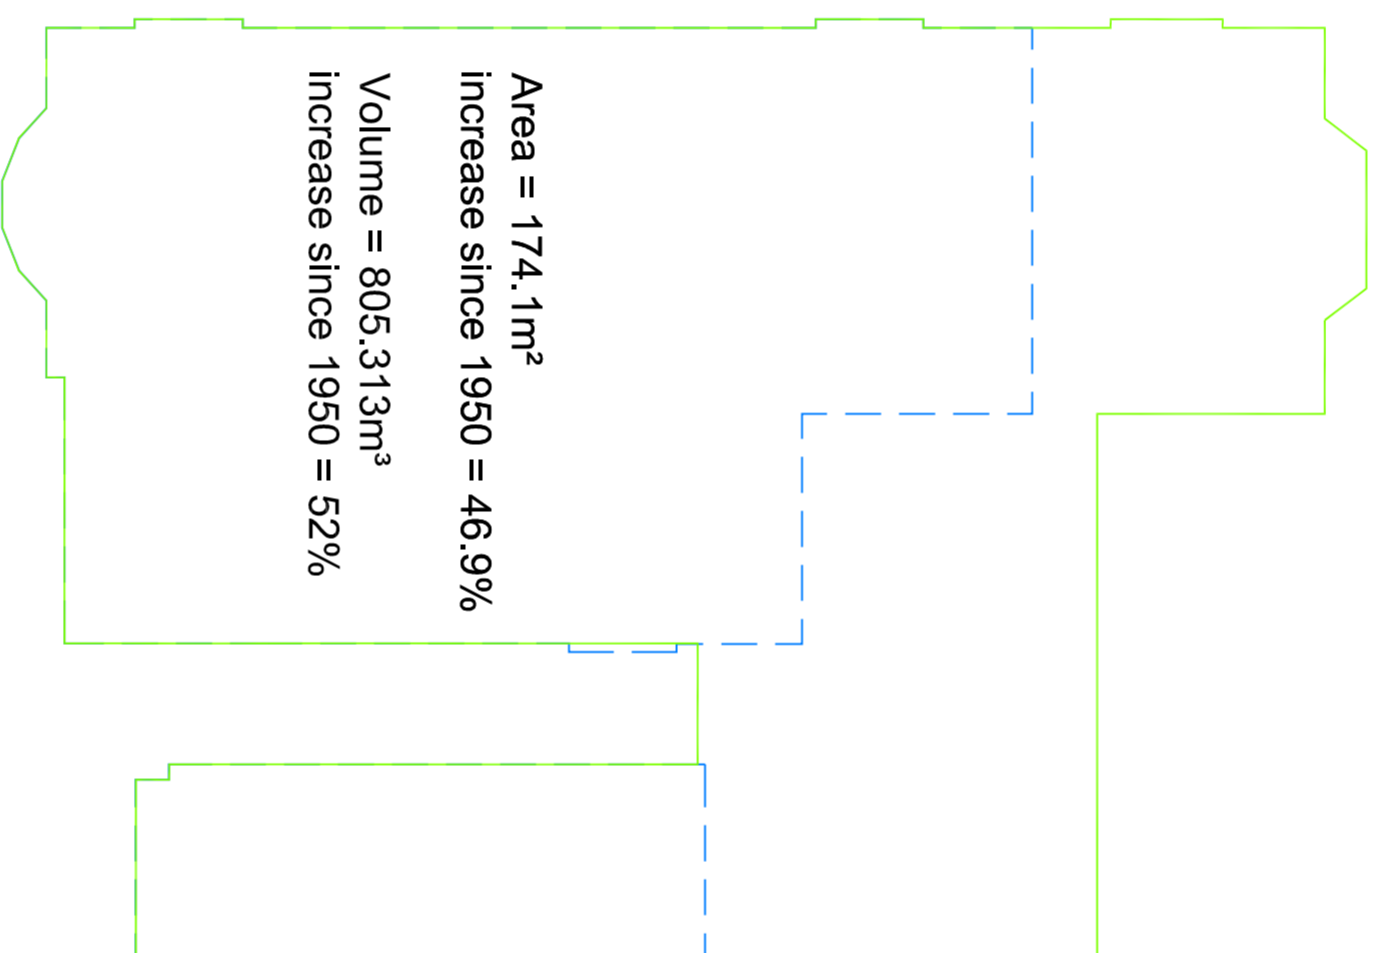 Area = 174.1m²
increase since 1950 = 46.9%
Volume = 805.313m³
increase since 1950 = 52%